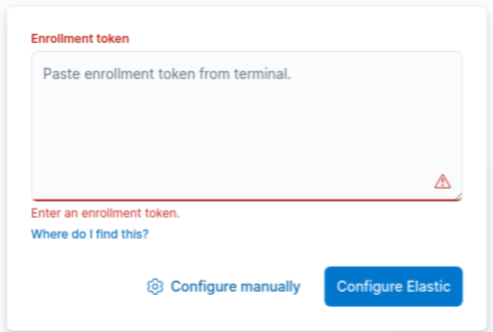 Enrollment token
Paste enrollment token from terminal.
Enter an enrollment token.
Where do I find this?
Configure manually
Configure Elastic